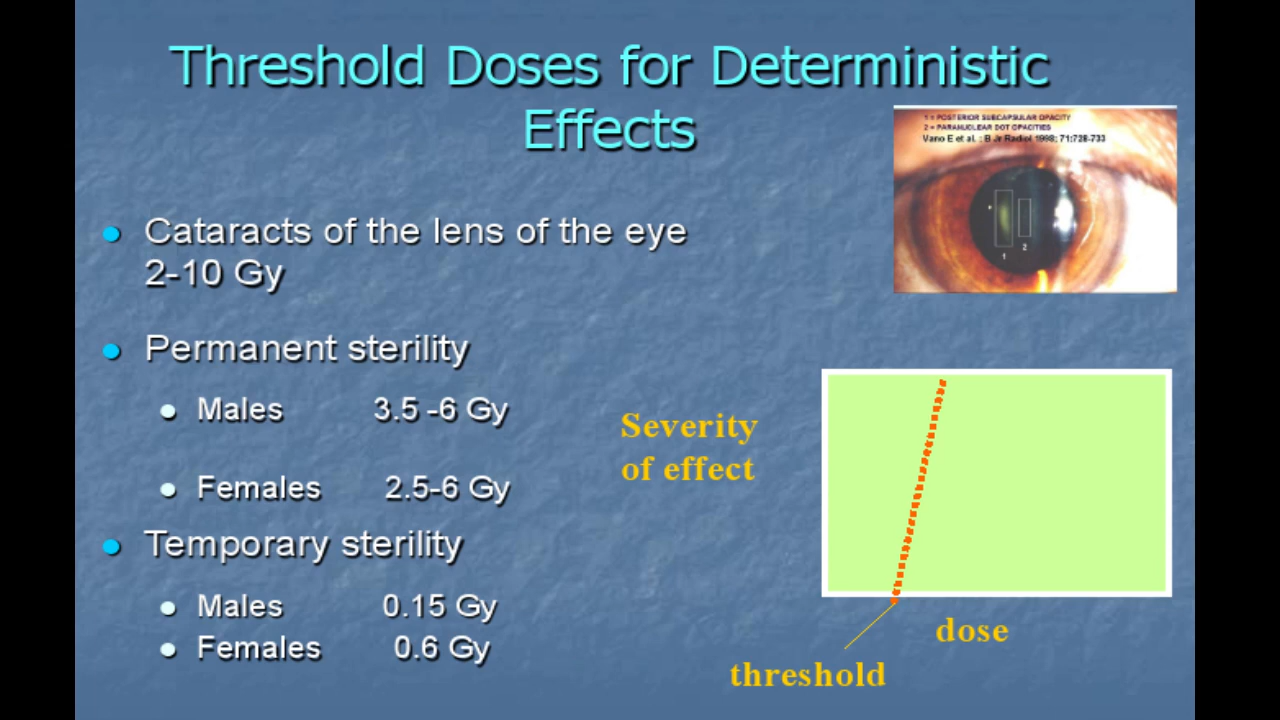 Threshold Doses for Deterministic
Effects
1 = POSTERIOR SUBCAPSULAR OPACITY
2 = PARANUCLEAR DOT OPACITIES
Vano E et al. : B Jr Radiol 1998; 71:728-733
1
2
Cataracts of the lens of the eye
2-10 Gy
Permanent sterility
Males 3.5 -6 Gy
Females 2.5-6 Gy
Temporary sterility
Males 0.15 Gy
Females 0.6 Gy
Severity
of effect
dose
threshold